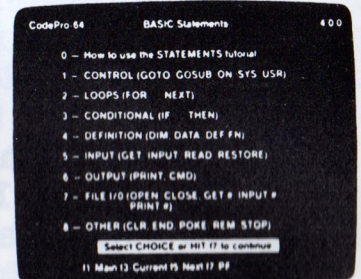 CodePro-64 BASIC Statements 400
0 — How to use the STATEMENTS tutorial
1 — CONTROL (GOTO GOSUB ON SYS USR)
2 — LOOPS (FOR NEXT)
3 — CONDITIONAL (IF THEN)
4 — DEFINITION (DIM, DATA DEF FN)
5 — INPUT (GET INPUT READ RESTORE)
6 — OUTPUT (PRINT, CMD)
7 — FILE I/O (OPEN CLOSE, GET# INPUT#
PRINT#)
8 — OTHER (CLR, END, POKE REM STOP)
Select CHOICE or HIT f7 to continue
f1 Main f3 Current f5 Next f7